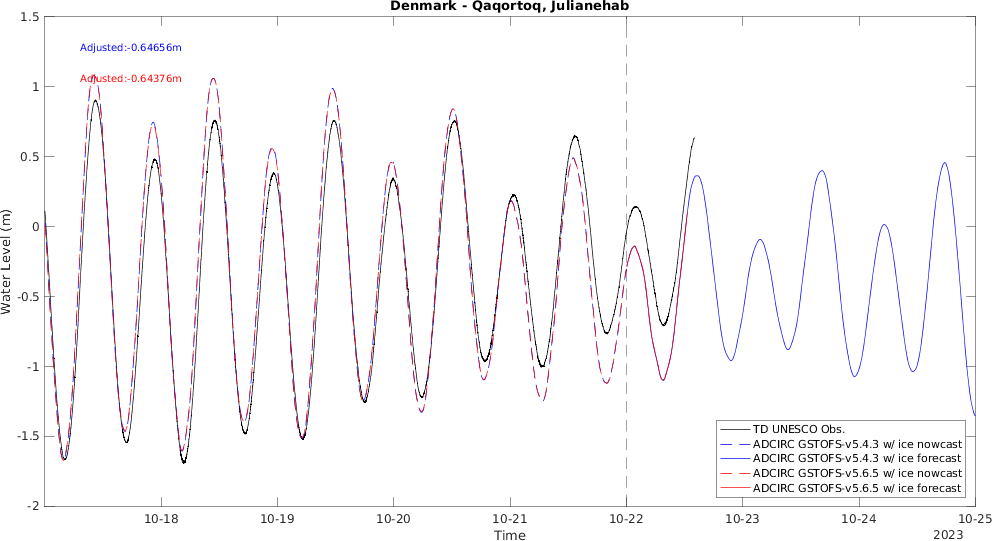 Denmark - Qaqortoq, Julianehab
1.5
Adjusted:-0.64656m
1
Adjusted:-0.64376m
0.5
0
-0.5
-1
-1.5
-2
Water Level (m)
TD UNESCO Obs.
ADCIRC GSTOFS-v5.4.3 w/ ice nowcast
ADCIRC GSTOFS-v5.4.3 w/ ice forecast
ADCIRC GSTOFS-v5.6.5 w/ ice nowcast
ADCIRC GSTOFS-v5.6.5 w/ ice forecast
10-18 10-19 10-20 10-21 10-22 10-23 10-24 10-25
Time
2023